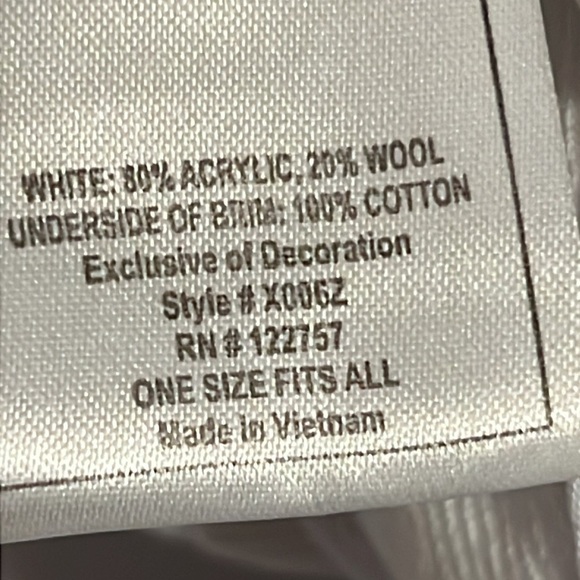 WHITE: 80% ACRYLIC, 20% WOOL
UNDERSIDE OF BRIM: 100% COTTON
Exclusive of Decoration
Style # X006Z
RN # 122757
ONE SIZE FITS ALL
Made in Vietnam